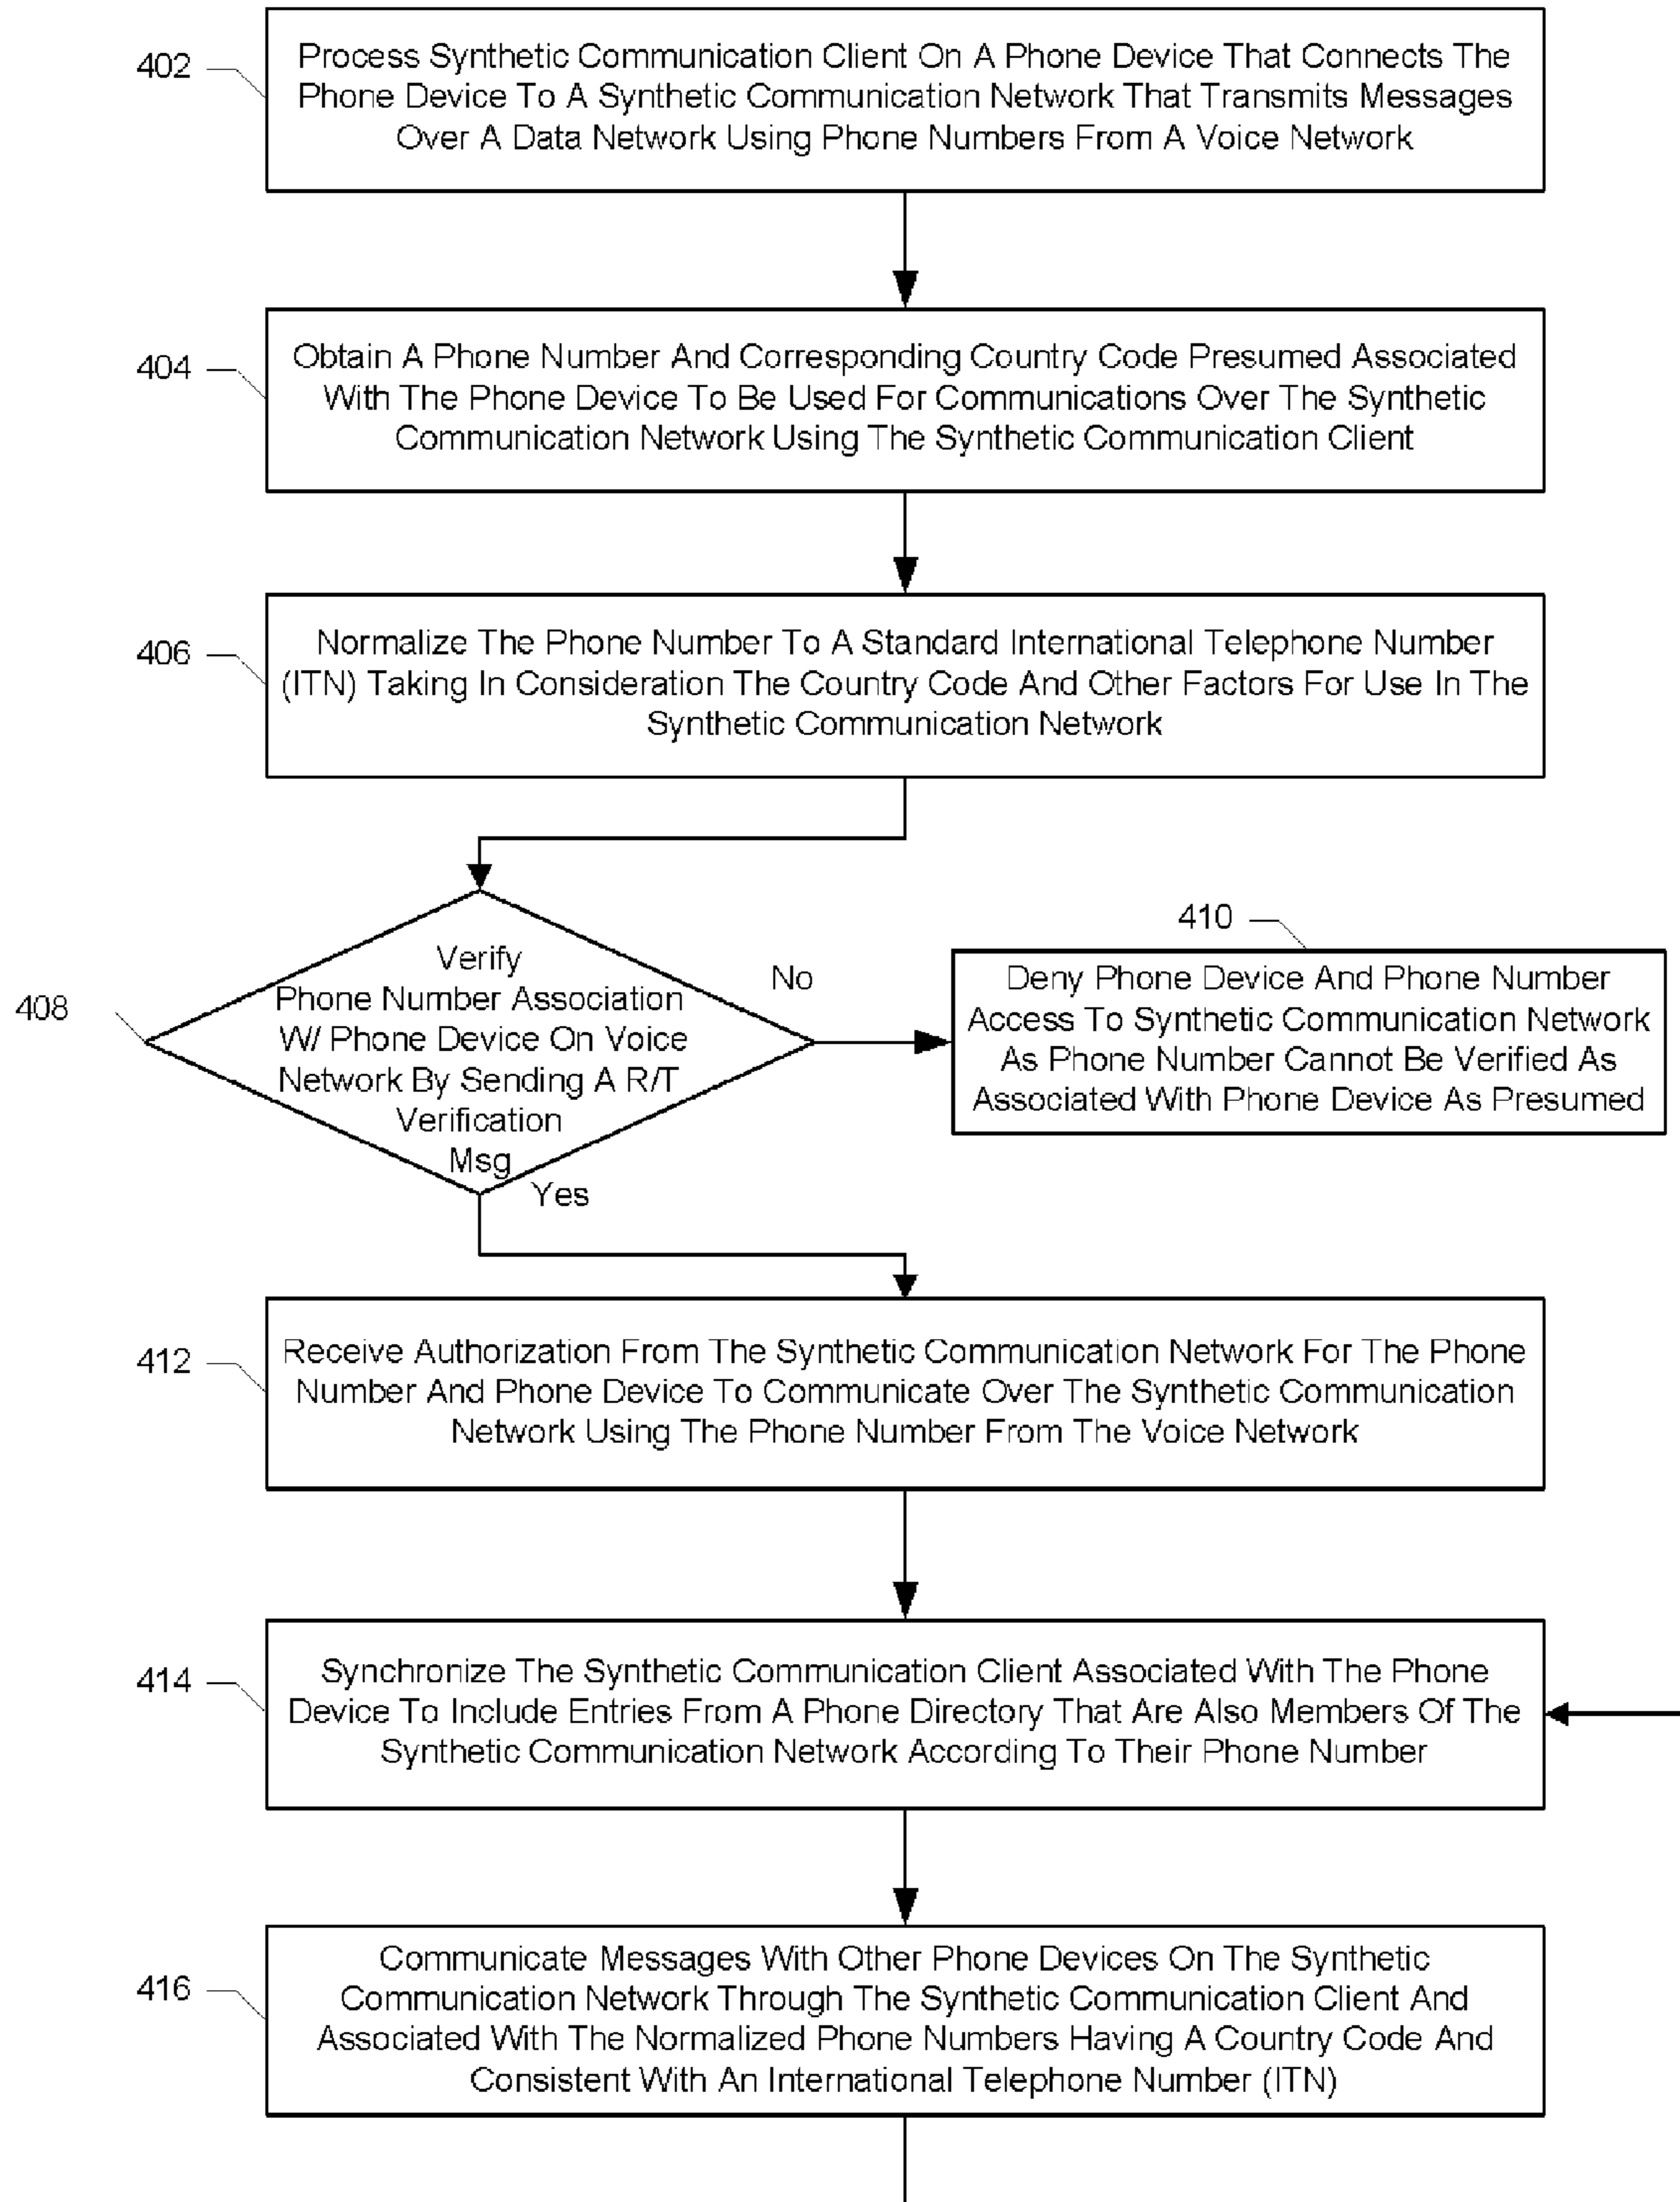 402
Process Synthetic Communication Client On A Phone Device That Connects The
Phone Device To A Synthetic Communication Network That Transmits Messages
Over A Data Network Using Phone Numbers From A Voice Network
404
Obtain A Phone Number And Corresponding Country Code Presumed Associated
With The Phone Device To Be Used For Communications Over The Synthetic
Communication Network Using The Synthetic Communication Client
406
Normalize The Phone Number To A Standard International Telephone Number
(ITN) Taking In Consideration The Country Code And Other Factors For Use In The
Synthetic Communication Network
408
Verify
Phone Number Association
W/ Phone Device On Voice
Network By Sending A R/T
Verification
Msg
No
Yes
410
Deny Phone Device And Phone Number
Access To Synthetic Communication Network
As Phone Number Cannot Be Verified As
Associated With Phone Device As Presumed
412
Receive Authorization From The Synthetic Communication Network For The Phone
Number And Phone Device To Communicate Over The Synthetic Communication
Network Using The Phone Number From The Voice Network
414
Synchronize The Synthetic Communication Client Associated With The Phone
Device To Include Entries From A Phone Directory That Are Also Members Of The
Synthetic Communication Network According To Their Phone Number
416
Communicate Messages With Other Phone Devices On The Synthetic
Communication Network Through The Synthetic Communication Client And
Associated With The Normalized Phone Numbers Having A Country Code And
Consistent With An International Telephone Number (ITN)